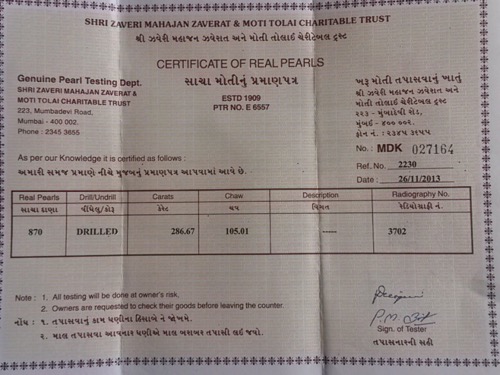 SHRI ZAVERI MAHAJAN ZAVERAT & MOTI TOLAI CHARITABLE TRUST
શ્રી ઝવેરી મહાજન ઝવેરાત અને મોતી તોલાઈ ચેરીટેબલ ટ્રસ્ટ
CERTIFICATE OF REAL PEARLS
સાચા મોતીનું પ્રમાણપત્ર
ESTD 1909
PTR NO. E 6557
Genuine Pearl Testing Dept.
SHRI ZAVERI MAHAJAN ZAVERAT &
MOTI TOLAI CHARITABLE TRUST
223, Mumbadevi Road,
Mumbai - 400 002.
Phone : 2345 3655
ખરૂ મોતી તપાસવાનું ખાતું
શ્રી ઝવેરી મહાજન ઝવેરાત અને
મોતી તોલાઈ ચેરીટેબલ ટ્રસ્ટ
૨૨૩- મુંબાદેવી રોડ,
મુંબઈ - ૪૦૦ ૦૦૨.
ફોન નં. : ૨૩૪૫ ૩૬૫૫
No. : MDK 027164
Ref. No. 2230
Date : 26/11/2013
As per our Knowledge it is certified as follows :
અમારી સમજ પ્રમાણે નીચે મુજબનું પ્રમાણપત્ર આપવામાં આવે છે.
Real Pearls Drill/Undrill Carats Chaw Description Radiography No.
સાચા દાણા વીંધેલુ/કોરૂ કેરેટ ચવ વિગત રેડિયોગ્રાફી નં.
870 DRILLED 286.67 105.01 — 3702
Note : 1. All testing will be done at owner's risk.
2. Owners are requested to check their goods before leaving the counter.
નોંધ : ૧. તપાસવાનું કામ ધણીના હિસાબે ને જોખમે.
૨. માલ તપાસવા આપનાર ધણીએ માલ બરાબર તપાસી લઈ જવો.
Sign. of Tester
તપાસનારની સહી